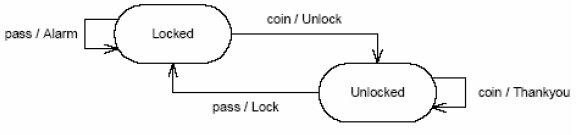 coin / Unlock
pass / Alarm
Locked
Unlocked
coin / Thankyou
pass / Lock